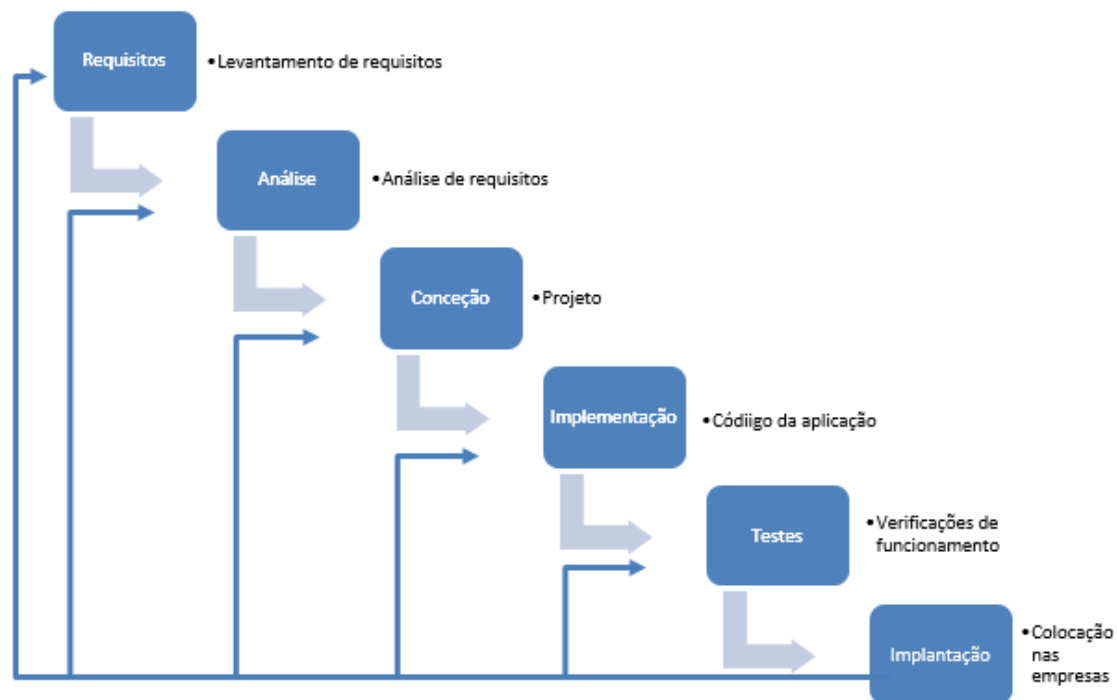 Requisitos
•Levantamento de requisitos
Análise
•Análise de requisitos
Conceção
•Projeto
Implementação
•Códiigo da aplicação
Testes
•Verificações de
funcionamento
Implantação
•Colocação
nas
empresas